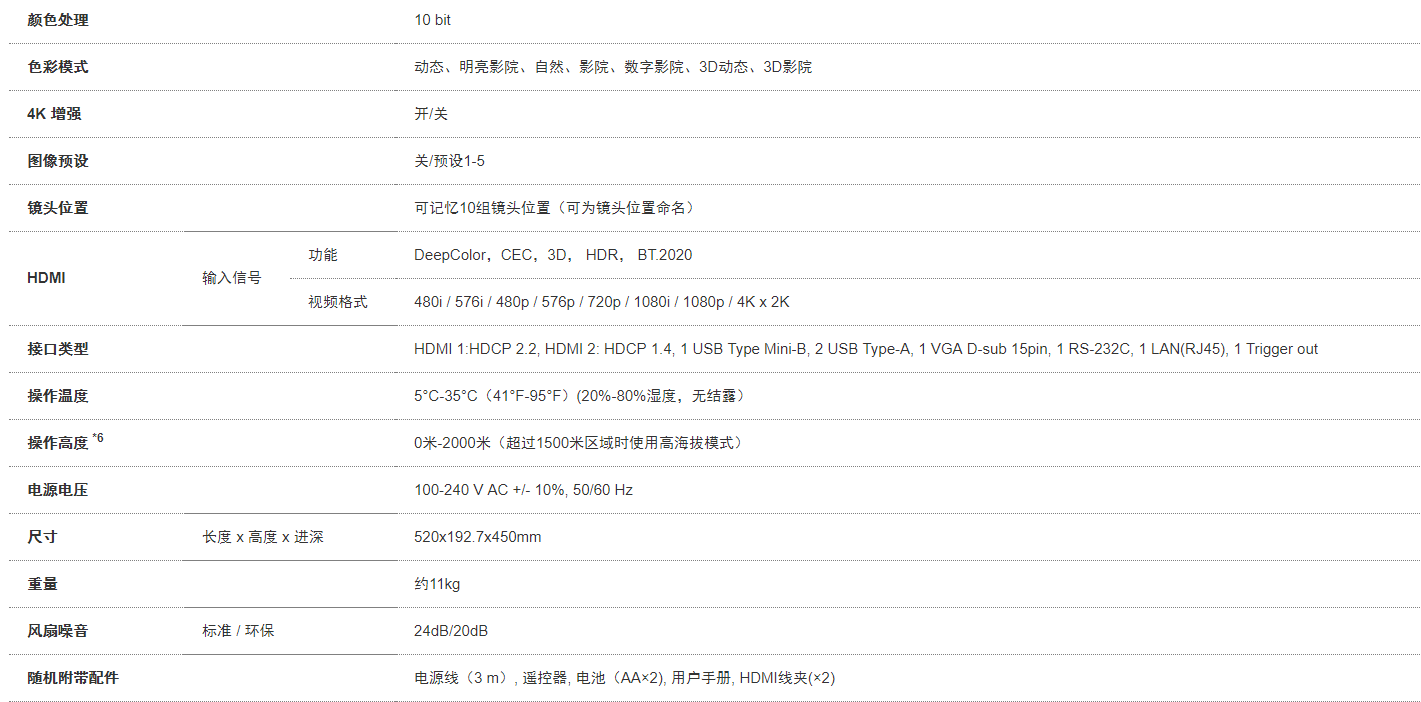 颜色处理 10 bit
色彩模式 动态、明亮影院、自然、影院、数字影院、3D动态、3D影院
4K 增强 开/关
图像预设 关/预设1-5
镜头位置 可记忆10组镜头位置（可为镜头位置命名）
HDMI 输入信号 功能 DeepColor，CEC，3D， HDR， BT.2020
视频格式 480i / 576i / 480p / 576p / 720p / 1080i / 1080p / 4K x 2K
接口类型 HDMI 1:HDCP 2.2, HDMI 2: HDCP 1.4, 1 USB Type Mini-B, 2 USB Type-A, 1 VGA D-sub 15pin, 1 RS-232C, 1 LAN(RJ45), 1 Trigger out
操作温度 5°C-35°C（41°F-95°F）(20%-80%湿度，无结露）
操作高度 *6 0米-2000米（超过1500米区域时使用高海拔模式）
电源电压 100-240 V AC +/- 10%, 50/60 Hz
尺寸 长度 x 高度 x 进深 520x192.7x450mm
重量 约11kg
风扇噪音 标准 / 环保 24dB/20dB
随机附带配件 电源线（3 m）, 遥控器, 电池（AA×2), 用户手册, HDMI线夹(×2)